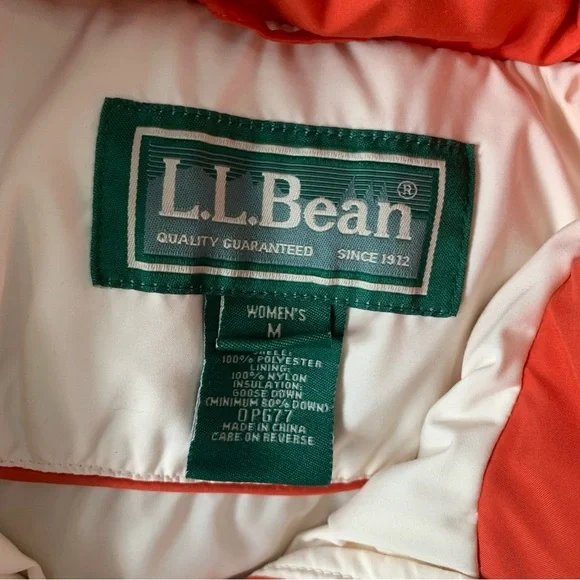 L.L.Bean®
QUALITY GUARANTEED SINCE 1912
WOMEN'S
M
100% POLYESTER
LINING:
100% NYLON
INSULATION:
GOOSE DOWN
(MINIMUM 80% DOWN)
0PG77
MADE IN CHINA
CARE ON REVERSE